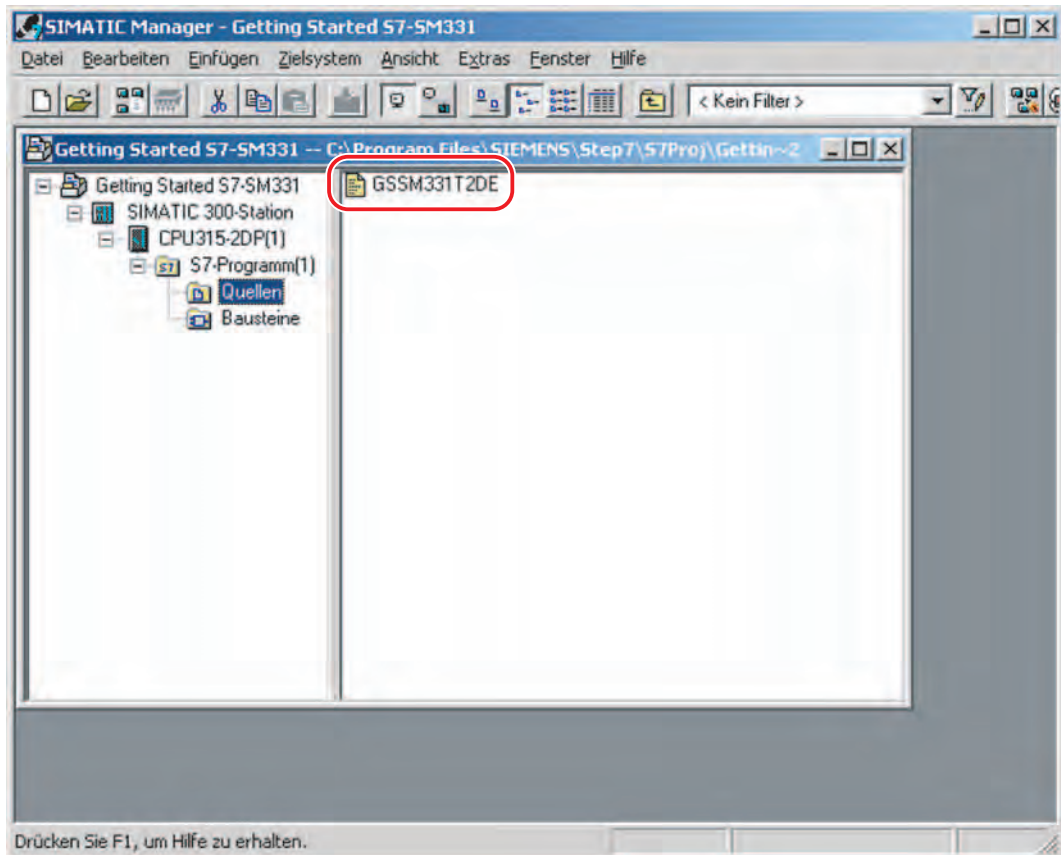 SIMATIC Manager - Getting Started S7-SM331
Datei Bearbeiten Einfügen Zielsystem Ansicht Extras Fenster Hilfe
< Kein Filter >
Getting Started S7-SM331 -- C:\Program Files\SIEMENS\Step7\S7Proj\Gettin~2
Getting Started S7-SM331
SIMATIC 300-Station
CPU315-2DP(1)
S7-Programm(1)
Quellen
Bausteine
GSSM331T2DE
Drücken Sie F1, um Hilfe zu erhalten.